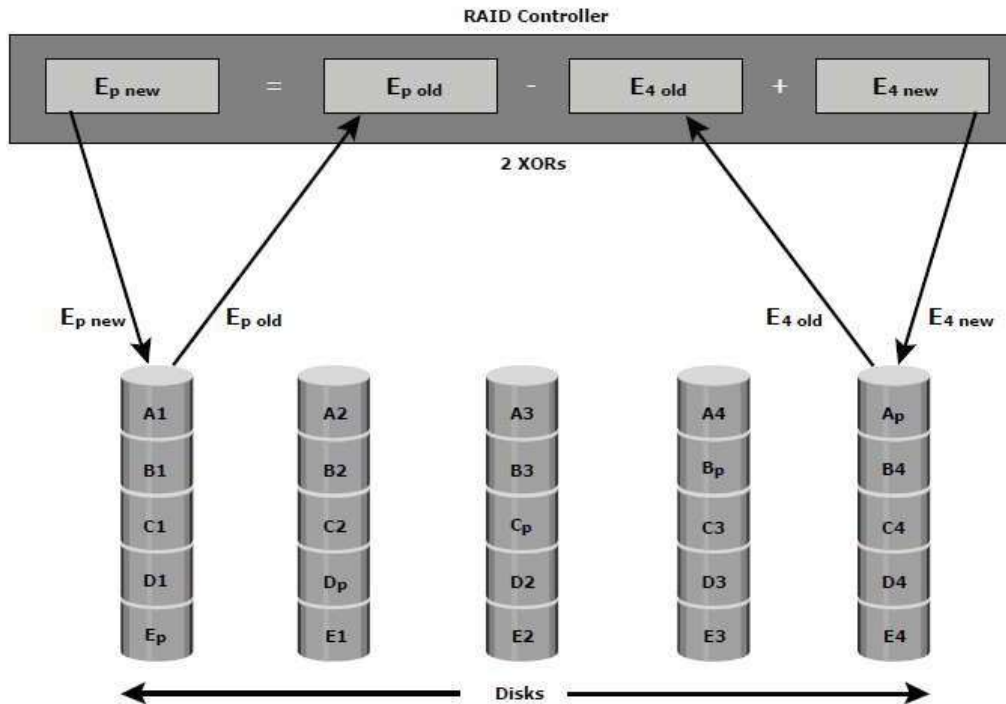 RAID Controller
Ep new = Ep old - E4 old + E4 new
2 XORs
Ep new Ep old E4 old E4 new
A1 A2 A3 A4 Ap
B1 B2 B3 Bp B4
C1 C2 Cp C3 C4
D1 Dp D2 D3 D4
Ep E1 E2 E3 E4
Disks